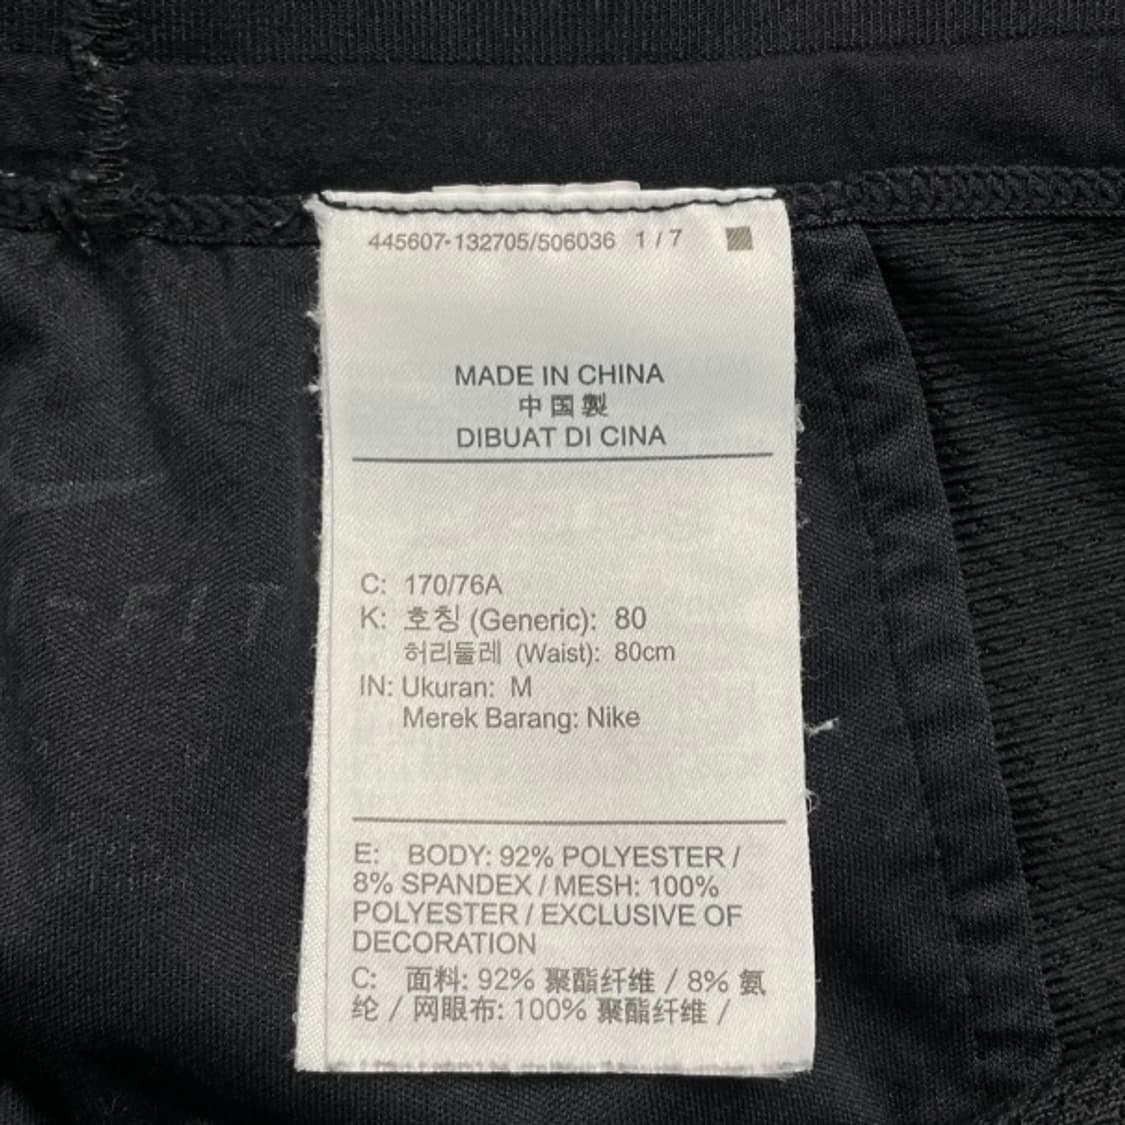 445607-132705/506036 1 / 7
MADE IN CHINA
中国製
DIBUAT DI CINA
C: 170/76A
K: 호칭 (Generic): 80
허리둘레 (Waist): 80cm
IN: Ukuran: M
Merek Barang: Nike
E: BODY: 92% POLYESTER /
8% SPANDEX / MESH: 100%
POLYESTER / EXCLUSIVE OF
DECORATION
C: 面料: 92% 聚酯纤维 / 8% 氨
纶 / 网眼布: 100% 聚酯纤维 /
FIT